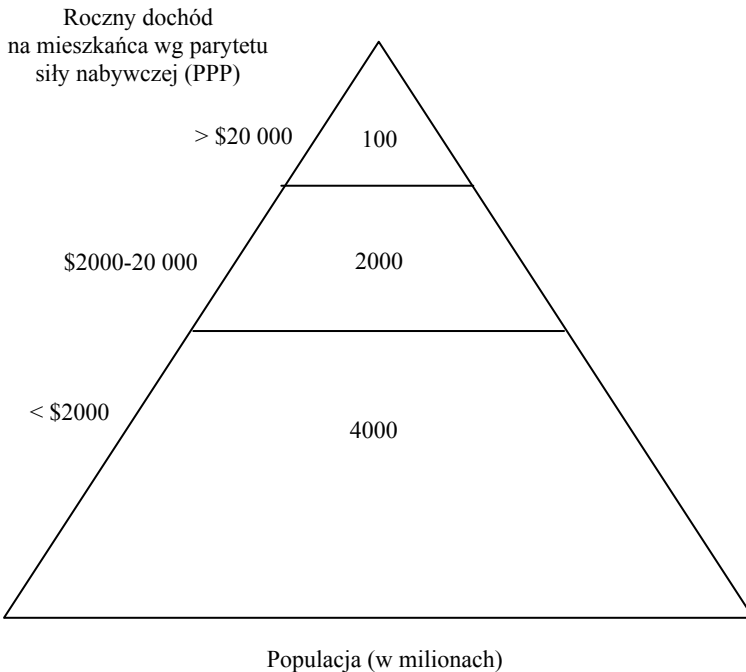 Roczny dochód
na mieszkańca wg parytetu
siły nabywczej (PPP)
> $20 000
100
$2000-20 000
2000
< $2000
4000
Populacja (w milionach)